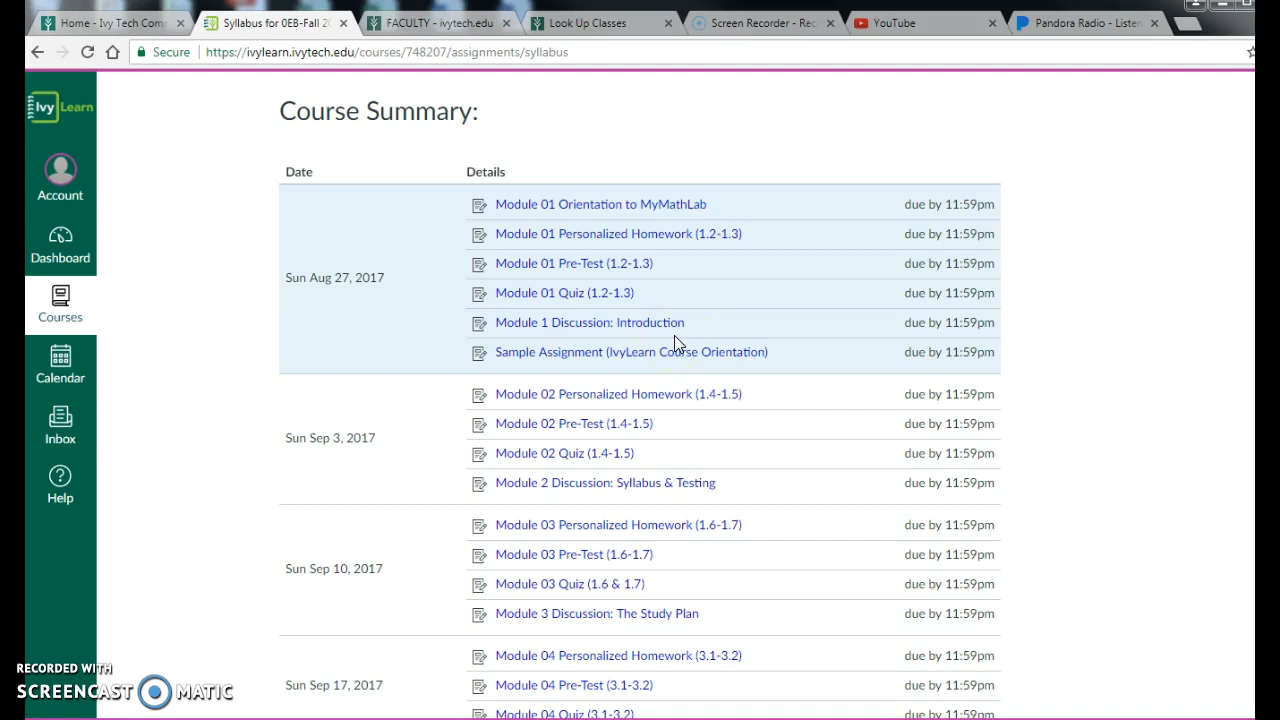 Home - Ivy Tech Com
Syllabus for 0EB-Fall 20
FACULTY - ivytech.edu
Look Up Classes
Screen Recorder - Rec
YouTube
Pandora Radio - Listen
Secure
https://ivylearn.ivytech.edu/courses/748207/assignments/syllabus
Ivy Learn
Account
Dashboard
Courses
Calendar
Inbox
Help
Course Summary:
Date Details
Sun Aug 27, 2017
Module 01 Orientation to MyMathLab due by 11:59pm
Module 01 Personalized Homework (1.2-1.3) due by 11:59pm
Module 01 Pre-Test (1.2-1.3) due by 11:59pm
Module 01 Quiz (1.2-1.3) due by 11:59pm
Module 1 Discussion: Introduction due by 11:59pm
Sample Assignment (IvyLearn Course Orientation) due by 11:59pm
Sun Sep 3, 2017
Module 02 Personalized Homework (1.4-1.5) due by 11:59pm
Module 02 Pre-Test (1.4-1.5) due by 11:59pm
Module 02 Quiz (1.4-1.5) due by 11:59pm
Module 2 Discussion: Syllabus & Testing due by 11:59pm
Sun Sep 10, 2017
Module 03 Personalized Homework (1.6-1.7) due by 11:59pm
Module 03 Pre-Test (1.6-1.7) due by 11:59pm
Module 03 Quiz (1.6 & 1.7) due by 11:59pm
Module 3 Discussion: The Study Plan due by 11:59pm
Sun Sep 17, 2017
Module 04 Personalized Homework (3.1-3.2) due by 11:59pm
Module 04 Pre-Test (3.1-3.2) due by 11:59pm
Module 04 Quiz (3.1-3.2) due by 11:59pm
RECORDED WITH
SCREENCAST MATIC